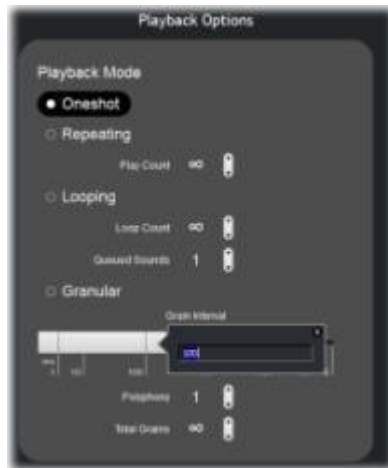 Playback Options
Playback Mode
Oneshot
Repeating
Play Count ∞
Looping
Loop Count ∞
Queued Sounds 1
Granular
Grain Interval
Polyphony 1
Total Grains ∞